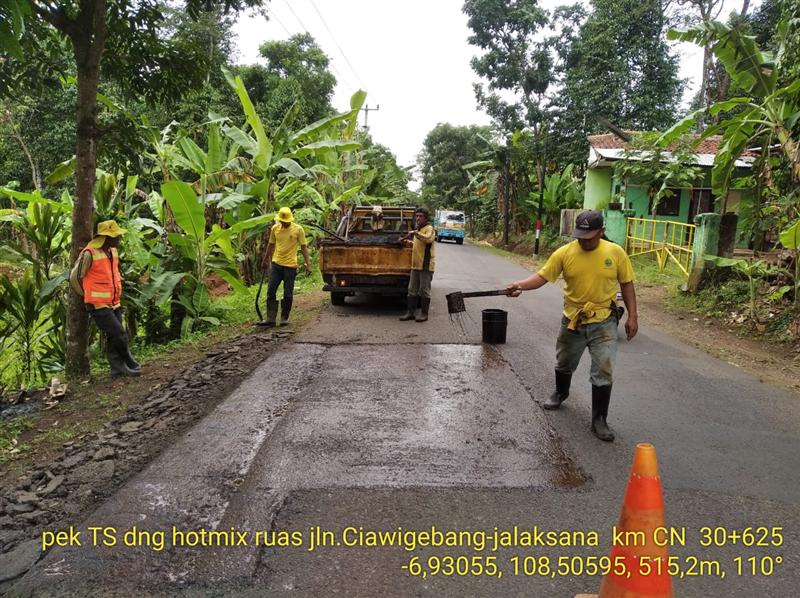 pek TS dng hotmix ruas jln.Ciawigebang-jalaksana km CN 30+625
-6,93055, 108,50595, 515,2m, 110°